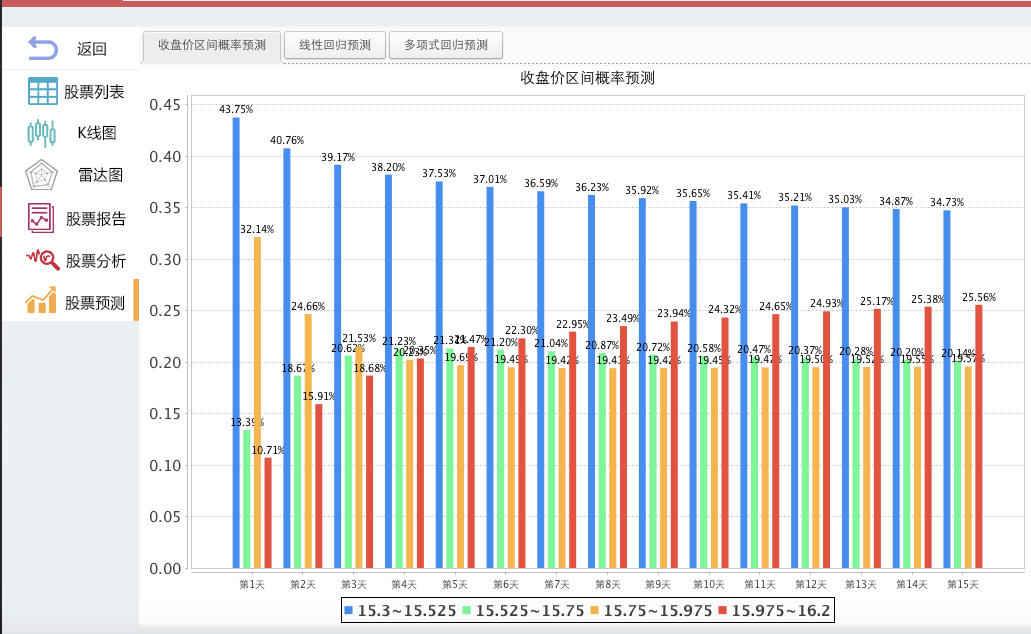 返回
股票列表
K线图
雷达图
股票报告
股票分析
股票预测
收盘价区间概率预测 线性回归预测 多项式回归预测
收盘价区间概率预测
0.45
0.40
0.35
0.30
0.25
0.20
0.15
0.10
0.05
0.00
43.75% 13.39% 32.14% 10.71%
40.76% 18.67% 24.66% 15.91%
39.17% 20.62% 21.53% 18.68%
38.20% 21.23% 20.35%
37.53% 21.32% 19.69% 21.47%
37.01% 21.20% 19.49% 22.30%
36.59% 21.04% 19.42% 22.95%
36.23% 20.87% 19.41% 23.49%
35.92% 20.72% 19.42% 23.94%
35.65% 20.58% 19.45% 24.32%
35.41% 20.47% 19.47% 24.65%
35.21% 20.37% 19.50% 24.93%
35.03% 20.28% 19.52% 25.17%
34.87% 20.20% 19.55% 25.38%
34.73% 20.14% 19.57% 25.56%
第1天 第2天 第3天 第4天 第5天 第6天 第7天 第8天 第9天 第10天 第11天 第12天 第13天 第14天 第15天
15.3~15.525 15.525~15.75 15.75~15.975 15.975~16.2